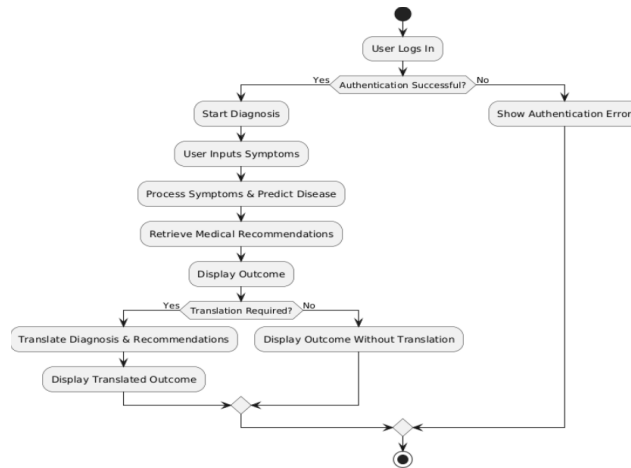 User Logs In
Yes
Authentication Successful?
No
Start Diagnosis
Show Authentication Error
User Inputs Symptoms
Process Symptoms & Predict Disease
Retrieve Medical Recommendations
Display Outcome
Yes
Translation Required?
No
Translate Diagnosis & Recommendations
Display Outcome Without Translation
Display Translated Outcome